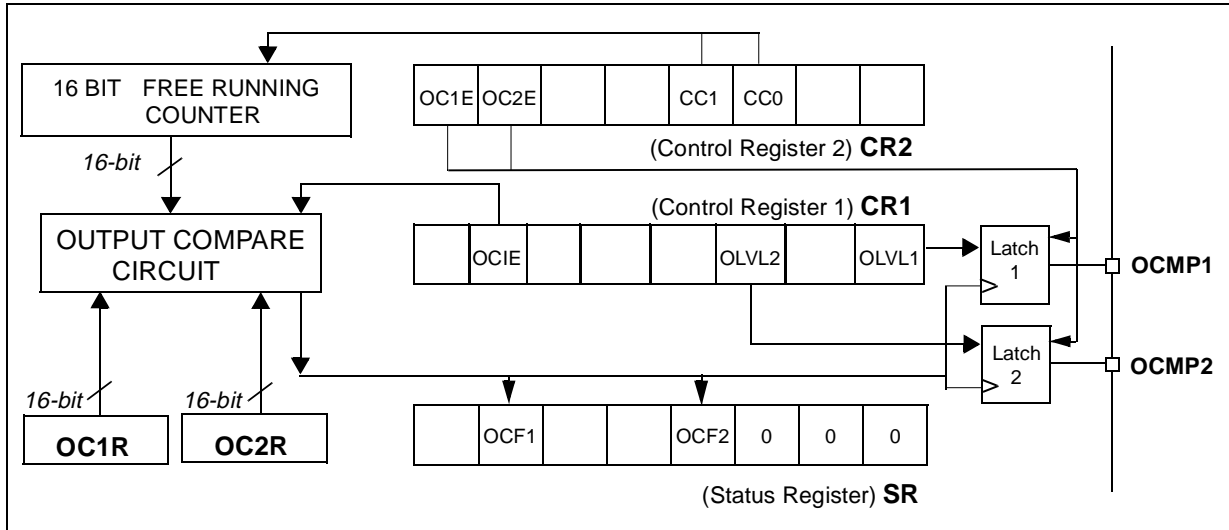 16 BIT FREE RUNNING
COUNTER
16-bit
OC1E OC2E CC1 CC0
(Control Register 2) CR2
(Control Register 1) CR1
OUTPUT COMPARE
CIRCUIT
OCIE OLVL2 OLVL1
Latch
1
OCMP1
Latch
2
OCMP2
16-bit 16-bit
OC1R OC2R
OCF1 OCF2 0 0 0
(Status Register) SR